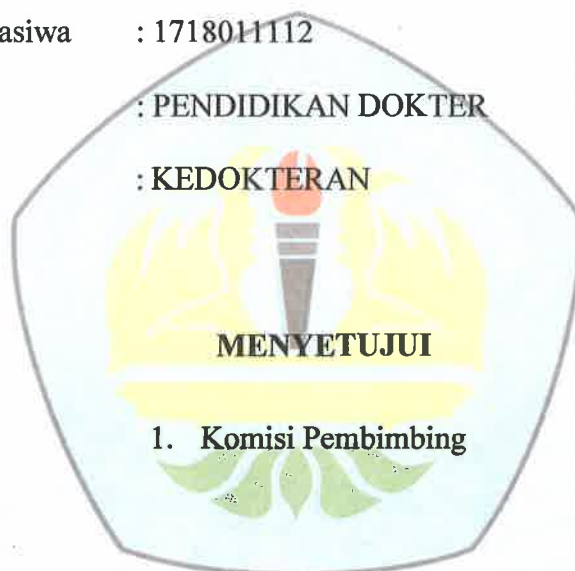 asiwa : 1718011112
: PENDIDIKAN DOKTER
: KEDOKTERAN
MENYETUJUI
1. Komisi Pembimbing